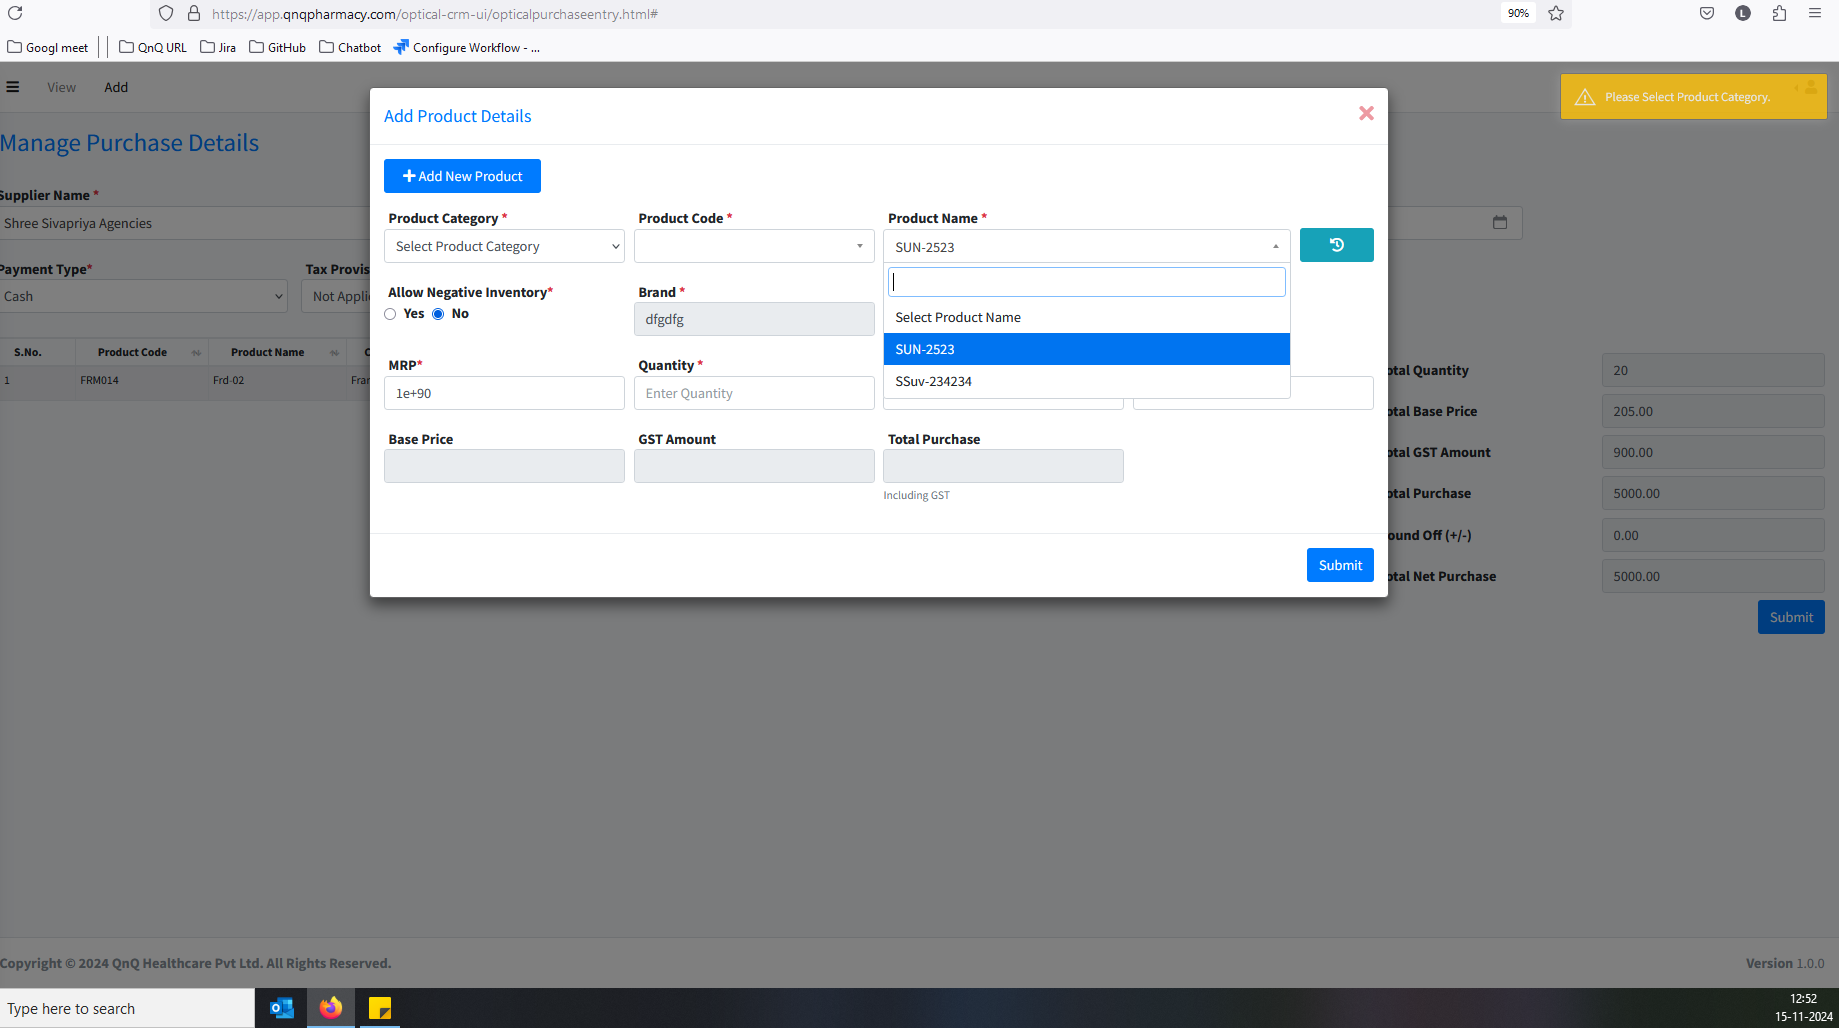 https://app.qnqpharmacy.com/optical-crm-ui/opticalpurchaseentry.html#
90%
L
Googl meet
QnQ URL
Jira
GitHub
Chatbot
Configure Workflow - ...
View
Add
Please Select Product Category.
Manage Purchase Details
Add Product Details
Add New Product
Supplier Name *
Shree Sivapriya Agencies
Product Category *
Product Code *
Product Name *
Select Product Category
SUN-2523
Payment Type*
Tax Provis
Cash
Not Appli
Allow Negative Inventory*
Yes
No
Brand *
dfgdfg
Select Product Name
SUN-2523
SSuv-234234
S.No.
Product Code
Product Name
C
1
FRM014
Frd-02
Fran
MRP*
1e+90
Quantity *
Enter Quantity
Base Price
GST Amount
Total Purchase
Including GST
Submit
otal Quantity
20
otal Base Price
205.00
otal GST Amount
900.00
otal Purchase
5000.00
ound Off (+/-)
0.00
otal Net Purchase
5000.00
Submit
Copyright © 2024 QnQ Healthcare Pvt Ltd. All Rights Reserved.
Version 1.0.0
Type here to search
12:52
15-11-2024